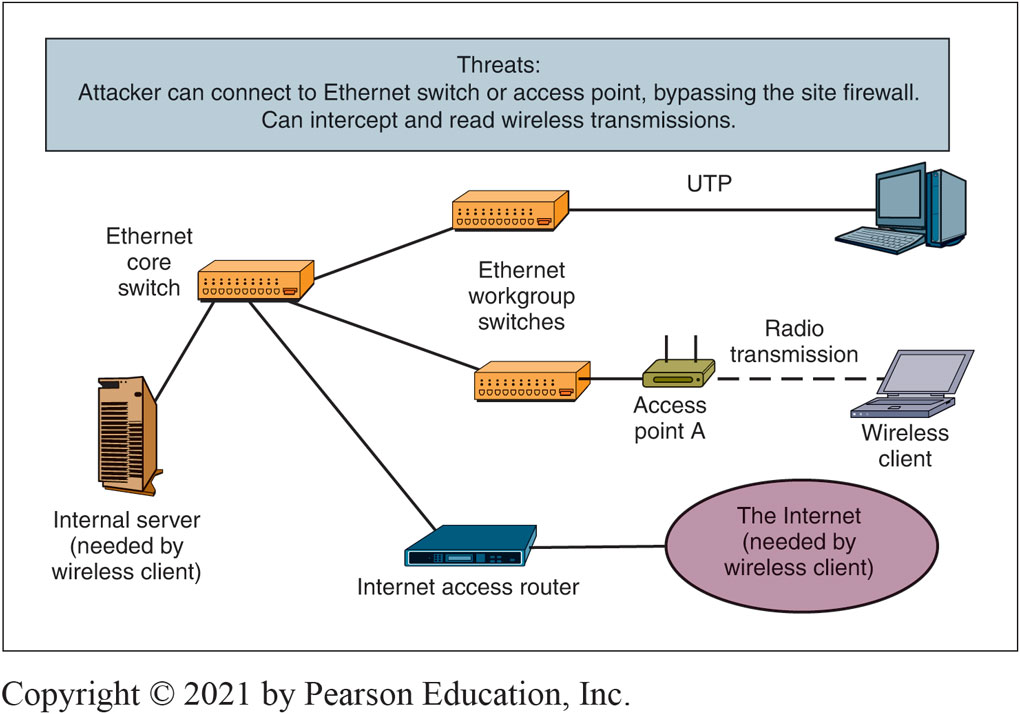 Threats:
Attacker can connect to Ethernet switch or access point, bypassing the site firewall.
Can intercept and read wireless transmissions.
UTP
Ethernet
core
switch
Ethernet
workgroup
switches
Radio
transmission
Access
point A
Wireless
client
Internal server
(needed by
wireless client)
The Internet
(needed by
wireless client)
Internet access router
Copyright © 2021 by Pearson Education, Inc.